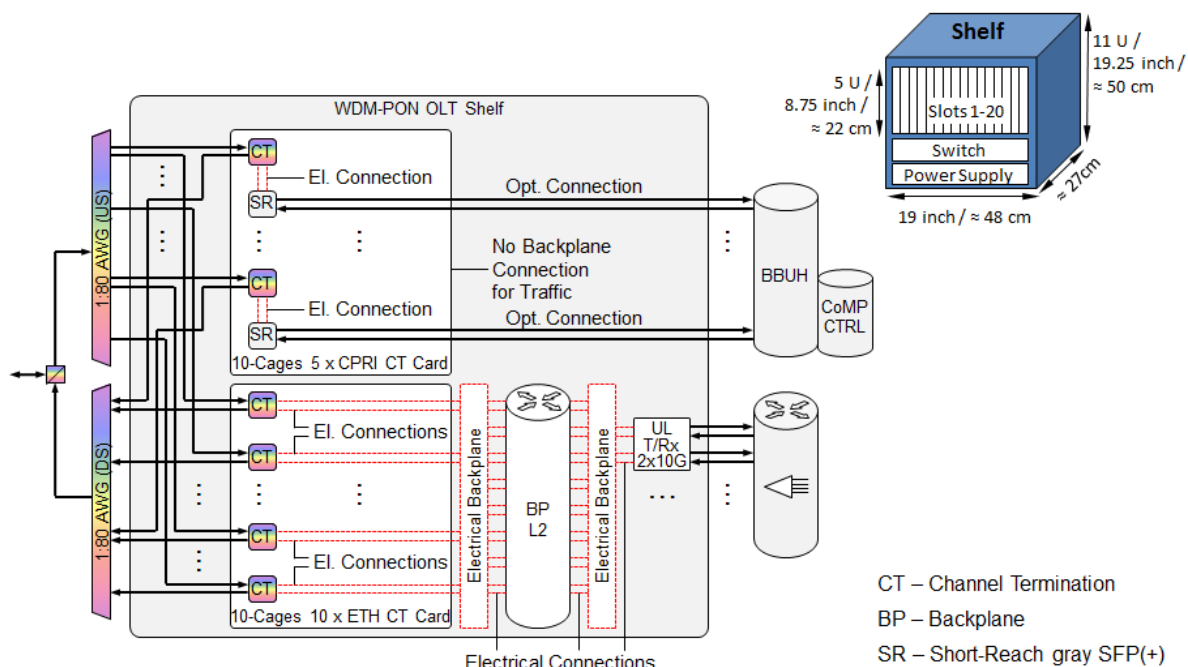 Shelf
11 U /
19.25 inch /
≈ 50 cm
5 U /
8.75 inch /
≈ 22 cm
Slots 1-20
Switch
Power Supply
≈ 27cm
19 inch / ≈ 48 cm
WDM-PON OLT Shelf
1:80 AWG (US)
CT
El. Connection
SR
Opt. Connection
No Backplane
Connection
for Traffic
CT
El. Connection
SR
Opt. Connection
10-Cages 5 x CPRI CT Card
BBUH
CoMP
CTRL
1:80 AWG (DS)
CT
El. Connections
CT
CT
El. Connections
CT
10-Cages 10 x ETH CT Card
Electrical Backplane
BP
L2
Electrical Backplane
UL
T/Rx
2x10G
Electrical Connections
CT – Channel Termination
BP – Backplane
SR – Short-Reach gray SFP(+)